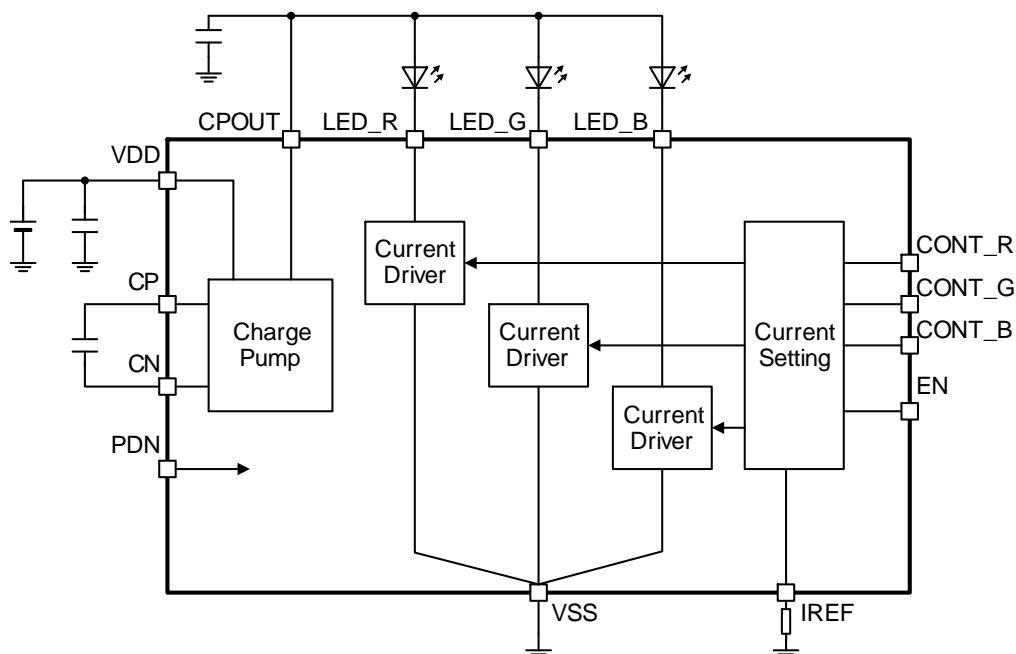 CPOUT
LED_R
LED_G
LED_B
VDD
CP
CN
PDN
Charge
Pump
Current
Driver
Current
Driver
Current
Driver
Current
Setting
CONT_R
CONT_G
CONT_B
EN
VSS
IREF